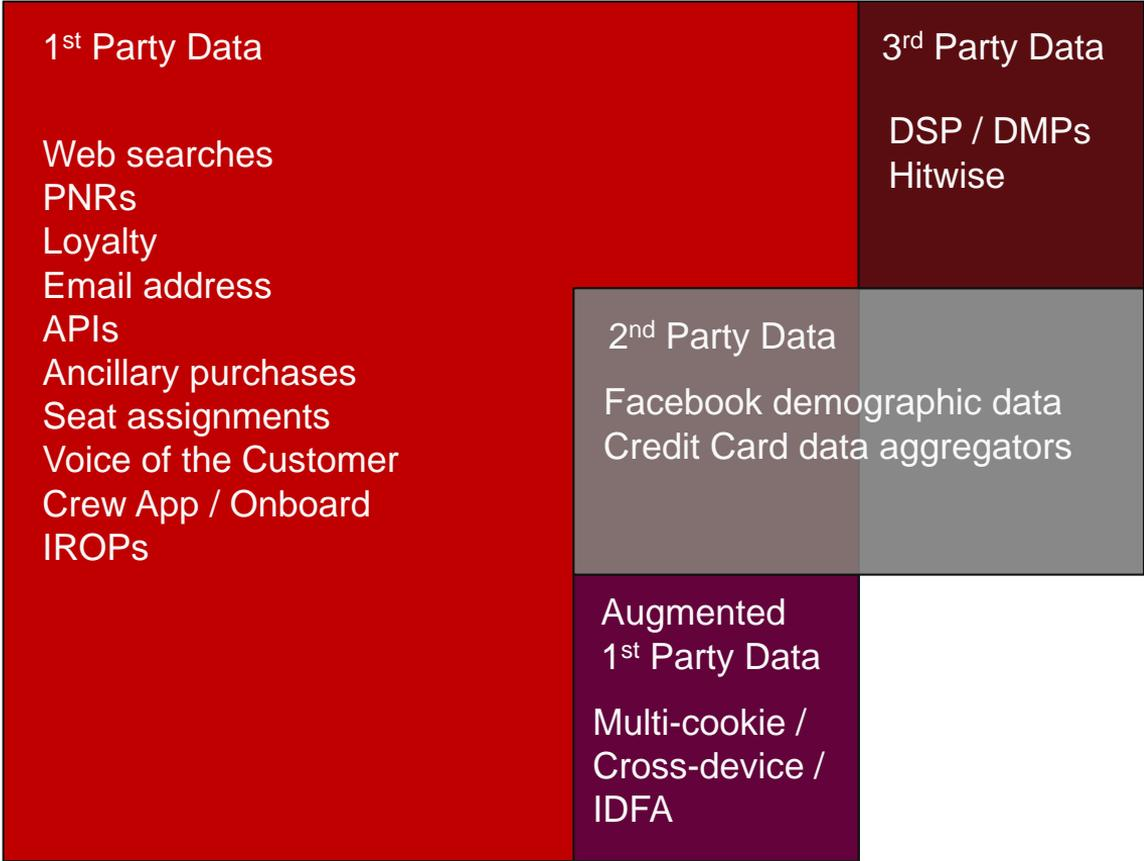 1st Party Data
Web searches
PNRs
Loyalty
Email address
APIs
Ancillary purchases
Seat assignments
Voice of the Customer
Crew App / Onboard
IROPs
3rd Party Data
DSP / DMPs
Hitwise
2nd Party Data
Facebook demographic data
Credit Card data aggregators
Augmented
1st Party Data
Multi-cookie /
Cross-device /
IDFA